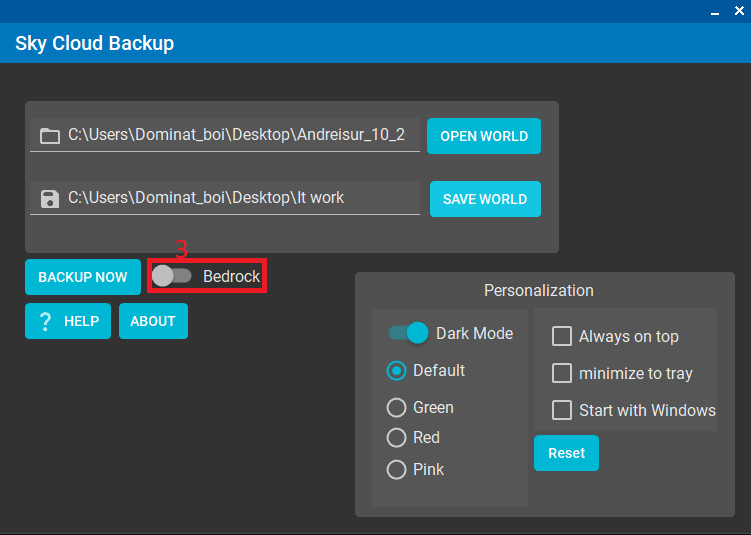 Sky Cloud Backup
C:\Users\Dominat_boi\Desktop\Andreisur_10_2
OPEN WORLD
C:\Users\Dominat_boi\Desktop\It work
SAVE WORLD
3
BACKUP NOW
Bedrock
? HELP
ABOUT
Personalization
Dark Mode
Default
Green
Red
Pink
Always on top
minimize to tray
Start with Windows
Reset